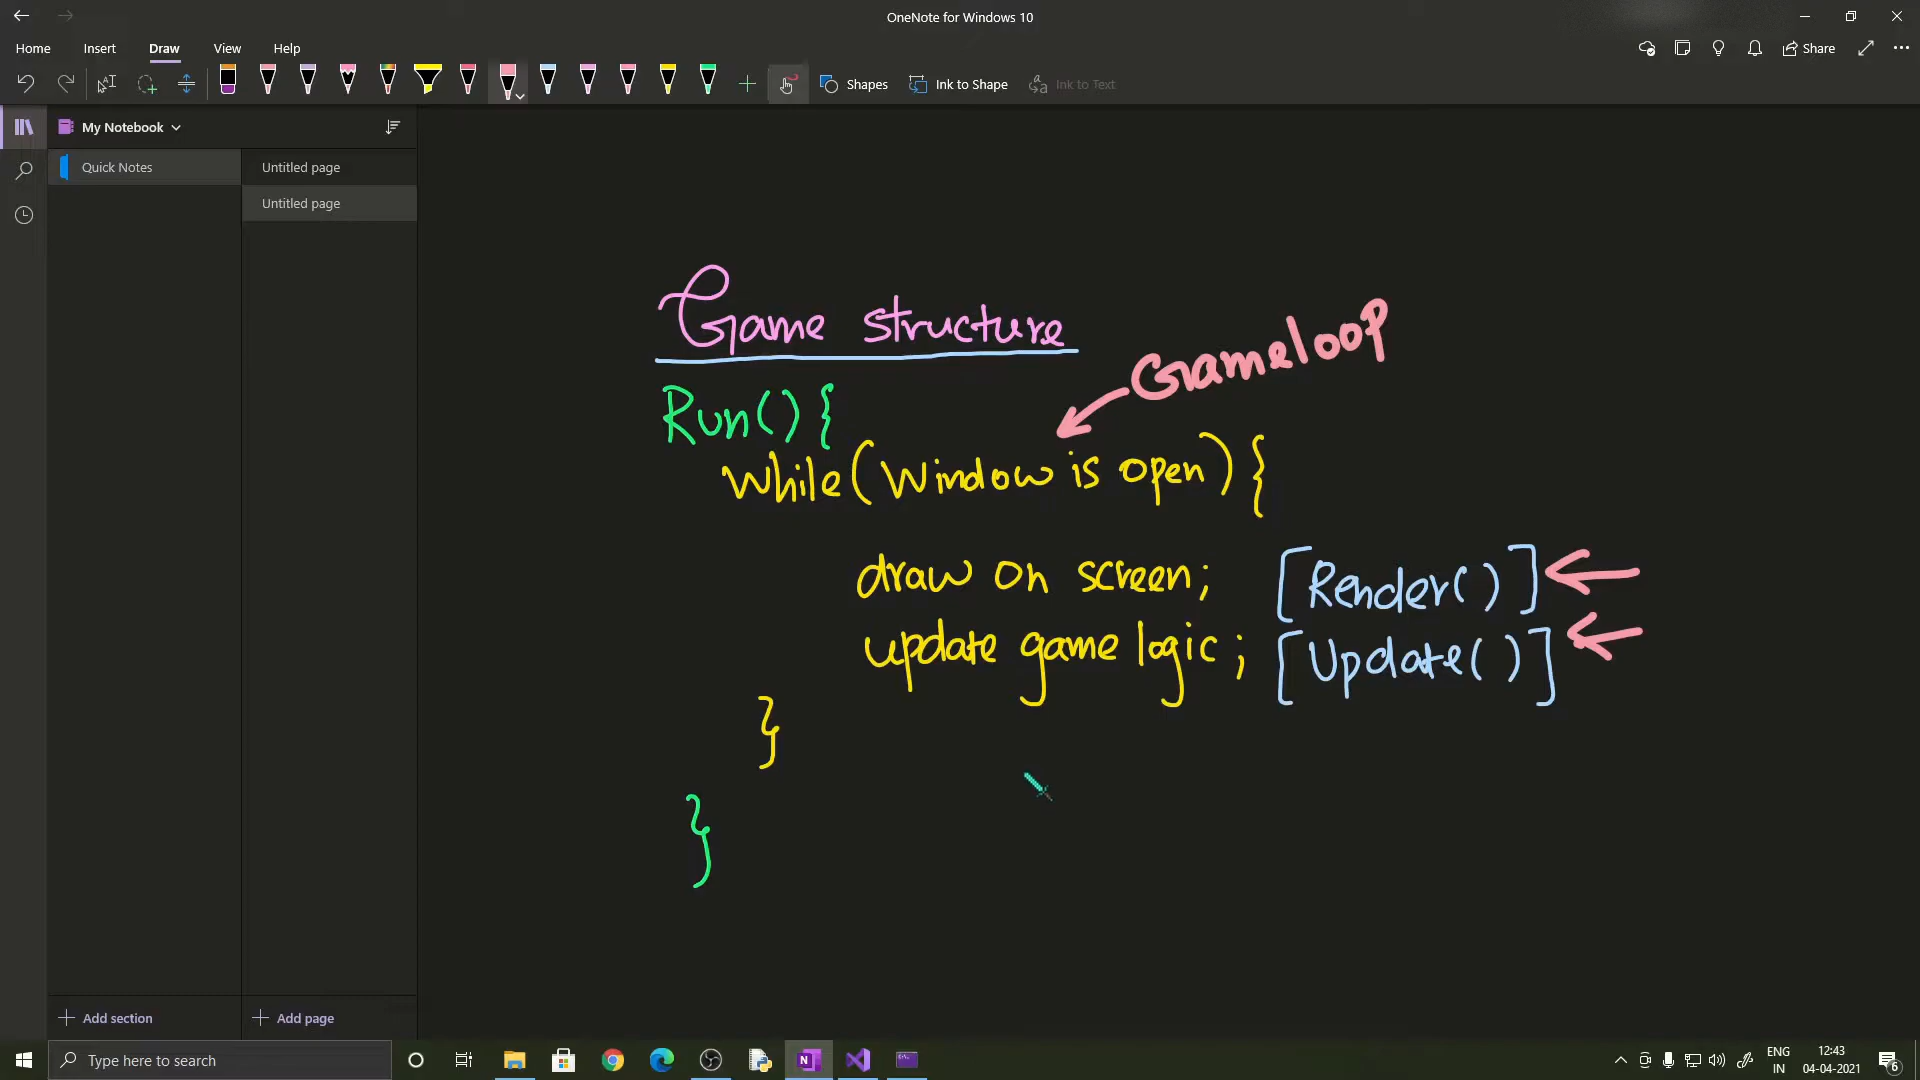 OneNote for Windows 10
Home Insert Draw View Help
Share
Shapes Ink to Shape Ink to Text
My Notebook
Quick Notes
Untitled page
Untitled page
Game structure
Gameloop
Run() {
While (Window is open) {
draw on screen; [Render()]
update game logic; [Update()]
}
}
Add section
Add page
Type here to search
N
ENG
IN
12:43
04-04-2021
6